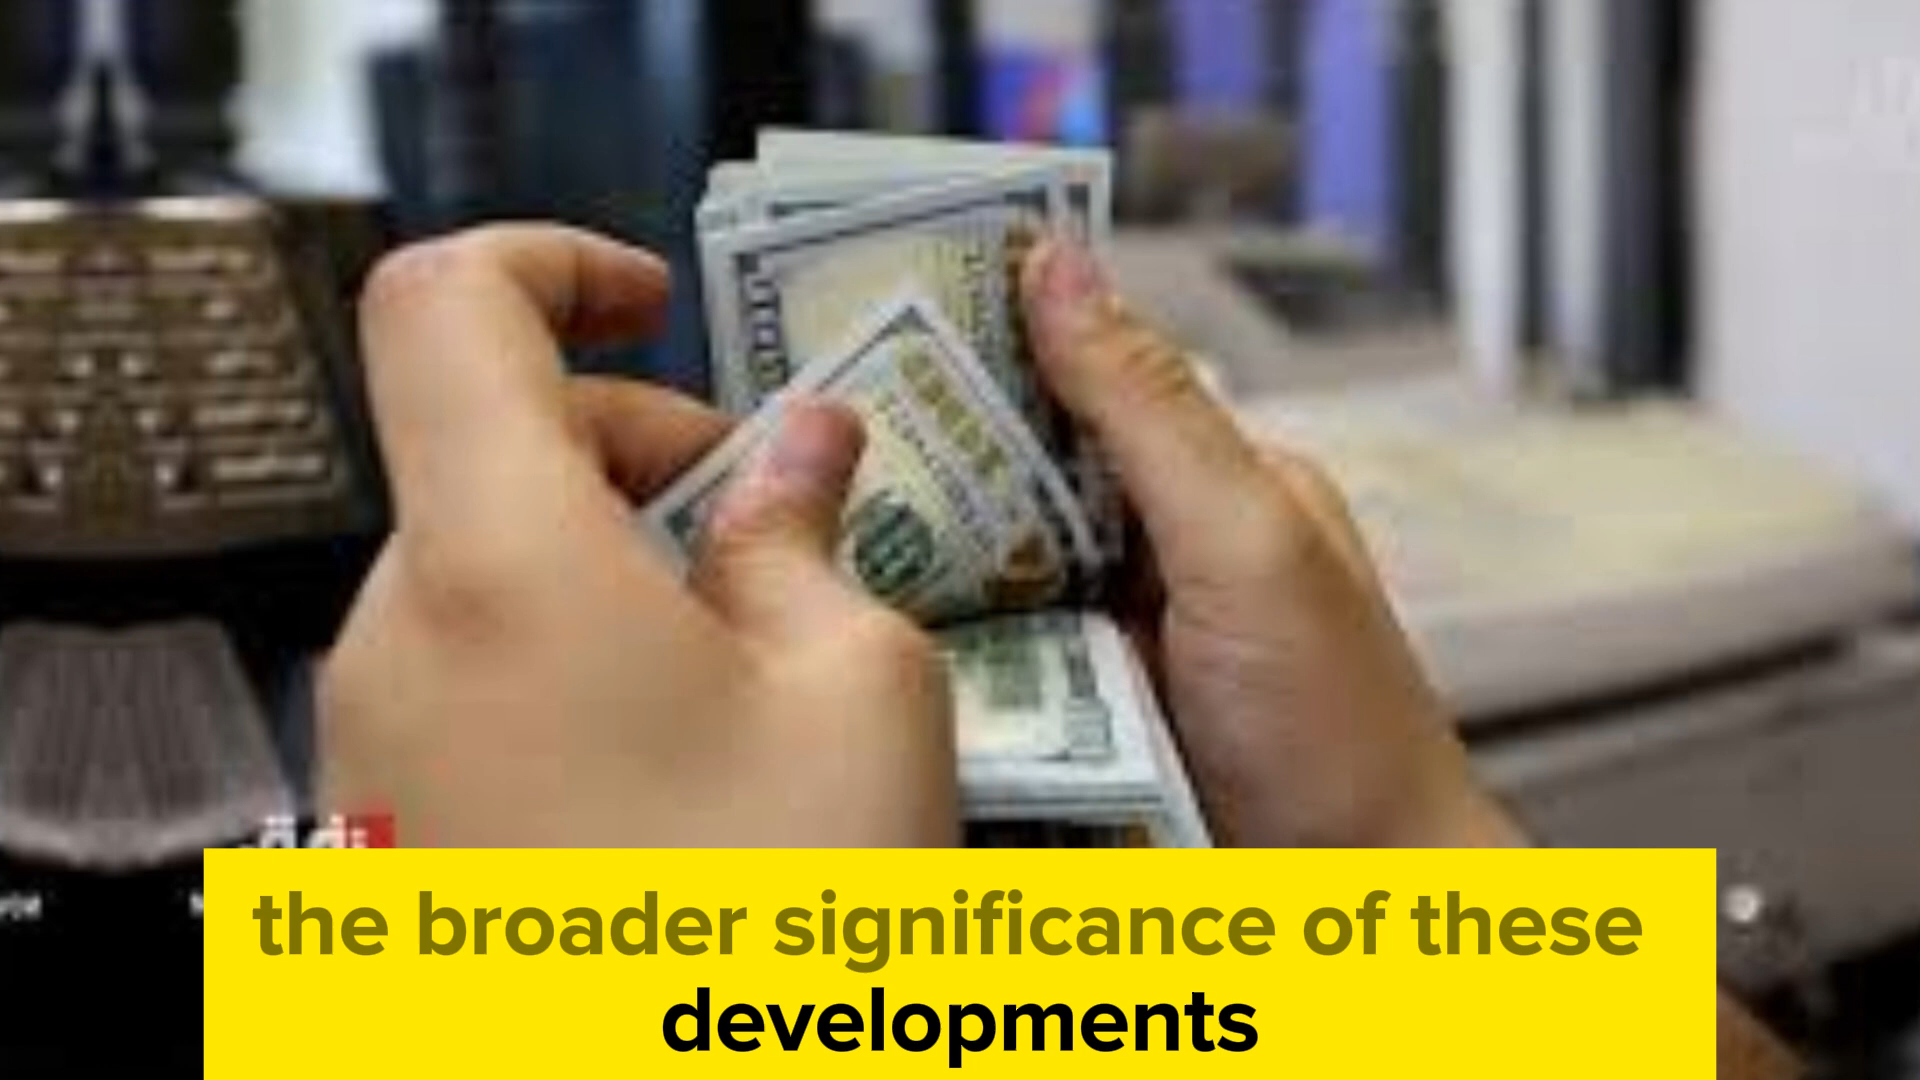 the broader significance of these
developments